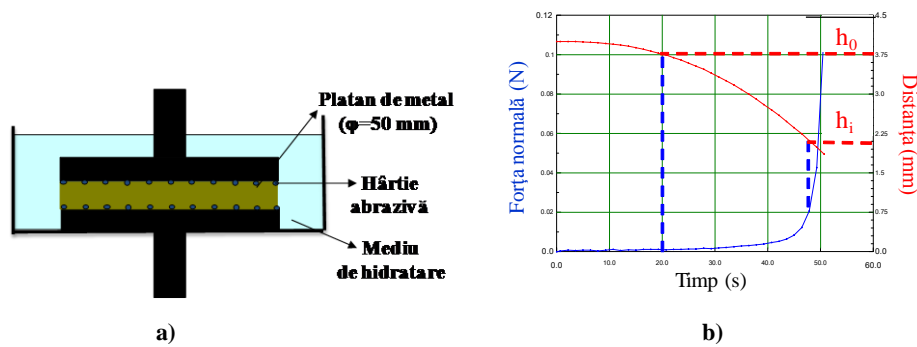 Platan de metal
(φ=50 mm)
Hârtie
abrazivă
Mediu
de hidratare
a)
Forța normală (N)
0.12
0.1
0.08
0.06
0.04
0.02
0.0
0.0
10.0
20.0
30.0
40.0
50.0
60.0
Timp (s)
4.5
3.75
3.0
2.25
1.5
0.75
0.0
Distanța (mm)
h0
hi
b)